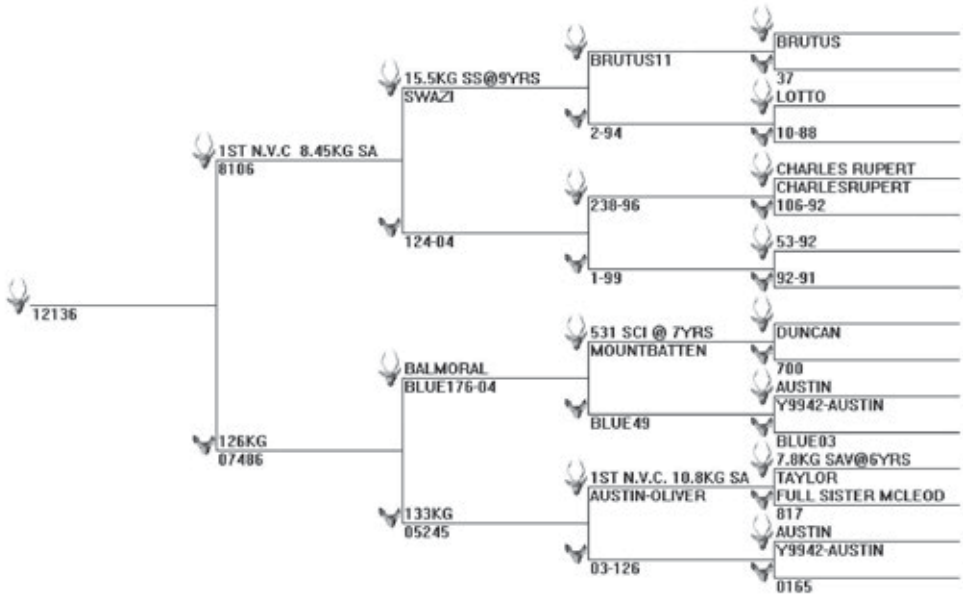 BRUTUS
BRUTUS11
37
15.5KG SS@9YRS
SWAZI
LOTTO
2-94
10-88
1ST N.V.C 8.45KG SA
8106
CHARLES RUPERT
CHARLESRUPERT
238-96
106-92
124-04
53-92
1-99
92-91
12136
531 SCI @ 7YRS
MOUNTBATTEN
DUNCAN
700
BALMORAL
BLUE176-04
AUSTIN
Y9942-AUSTIN
BLUE49
BLUE03
126KG
07486
7.8KG SAV@6YRS
TAYLOR
1ST N.V.C. 10.8KG SA
AUSTIN-OLIVER
FULL SISTER MCLEOD
817
133KG
05245
AUSTIN
Y9942-AUSTIN
03-126
0165